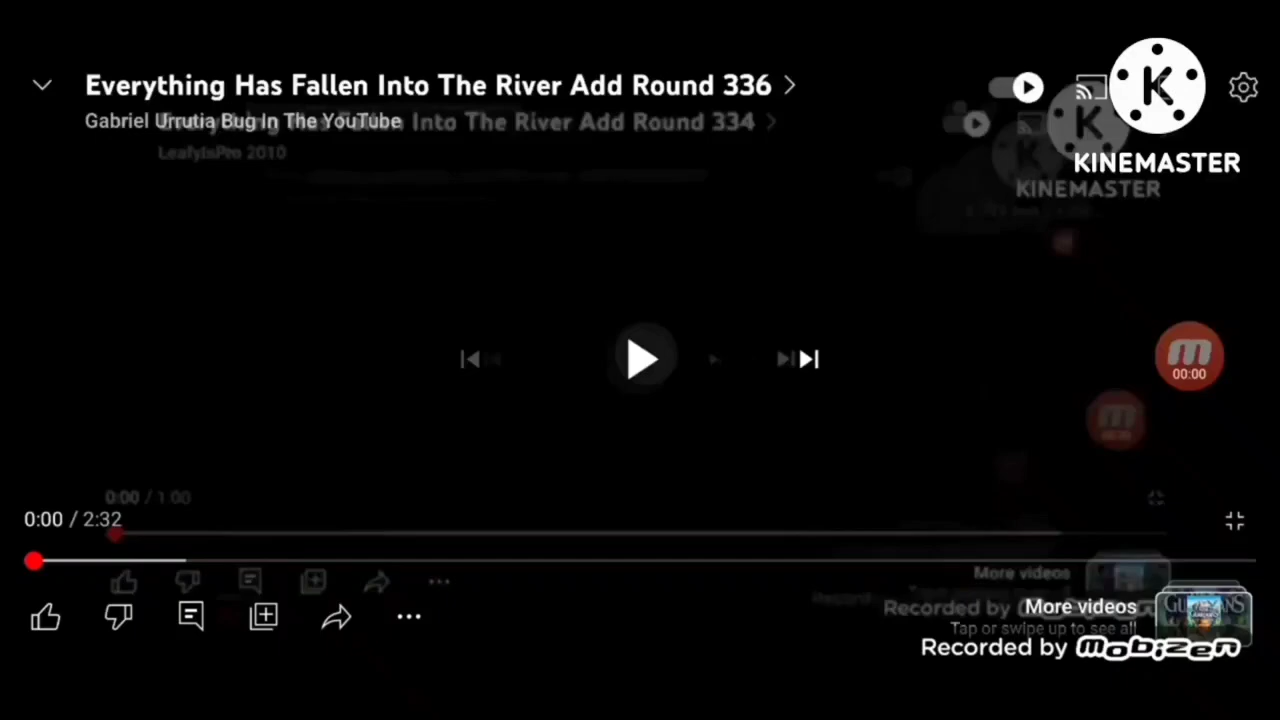 Everything Has Fallen Into The River Add Round 336
Gabriel Urrutia Bug In The YouTube
Everything Has Fallen Into The River Add Round 334
LeafyIsPro 2010
K
KINEMASTER
KINEMASTER
m
00:00
0:00 / 1:00
0:00 / 2:32
More videos
Recorded by
More videos
Tap or swipe up to see all
Recorded by mobizen